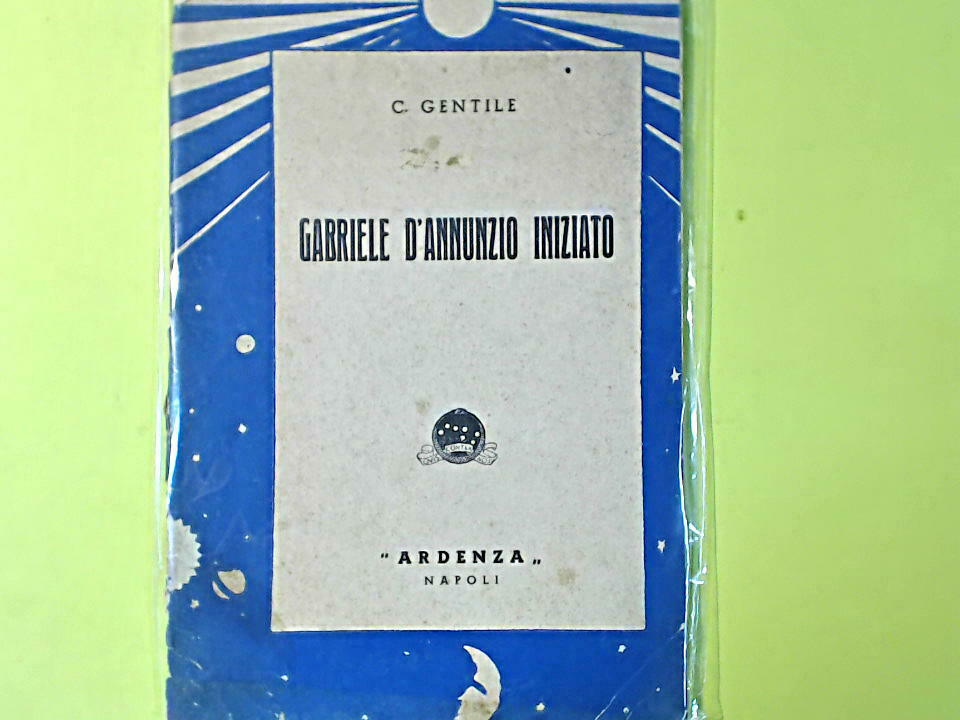 C. GENTILE
GABRIELE D'ANNUNZIO INIZIATO
"ARDENZA„
NAPOLI